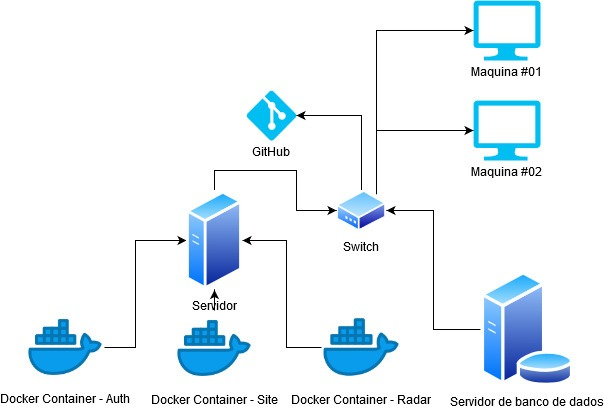 Maquina #01
GitHub
Maquina #02
Switch
Servidor
Docker Container - Auth
Docker Container - Site
Docker Container - Radar
Servidor de banco de dados